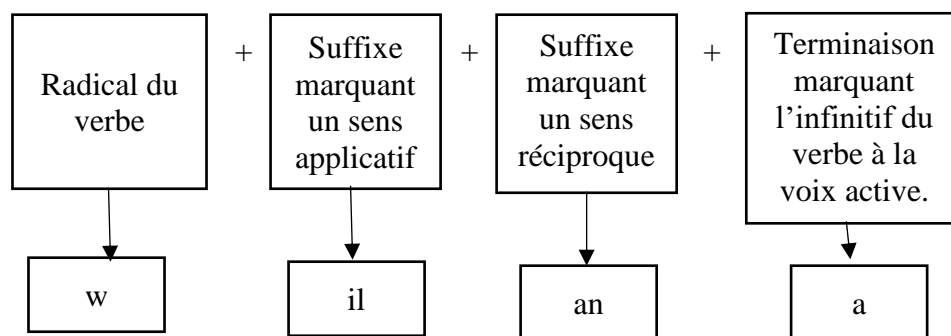 Radical du
verbe
+
Suffixe
marquant
un sens
applicatif
+
Suffixe
marquant
un sens
réciproque
+
Terminaison
marquant
l’infinitif du
verbe à la
voix active.
w
il
an
a